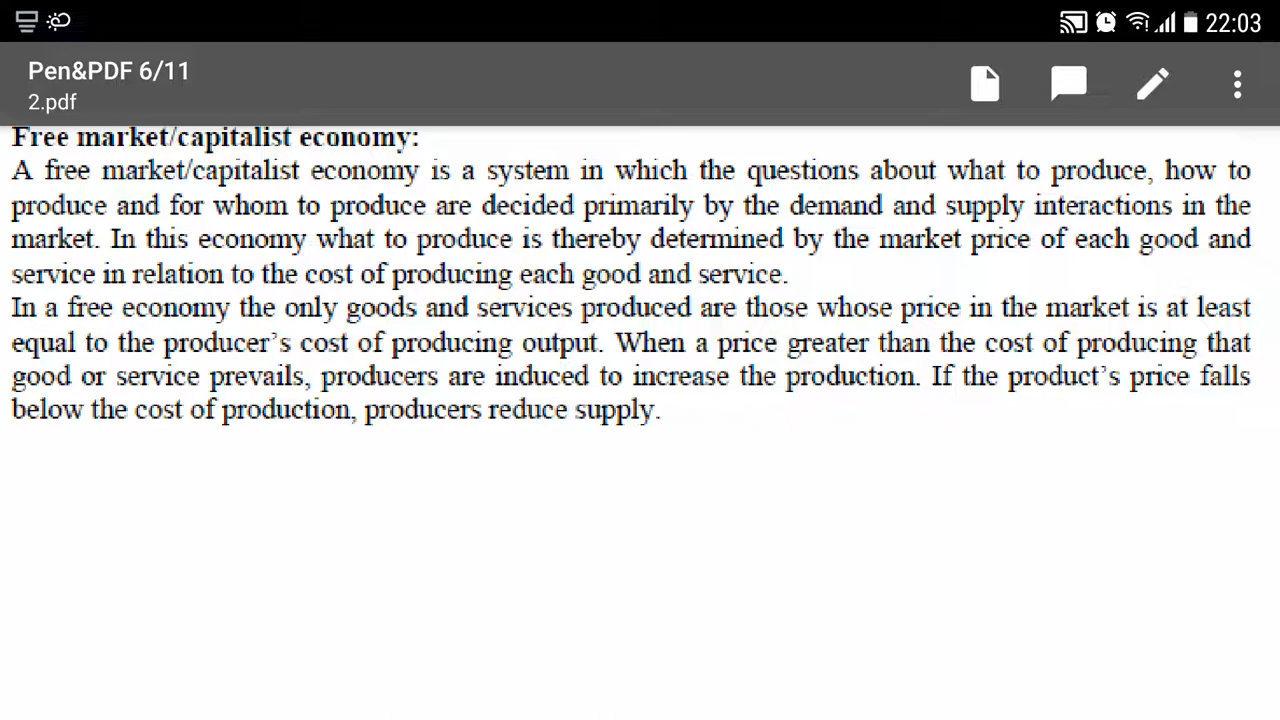 22:03
Pen&PDF 6/11
2.pdf
Free market/capitalist economy:
A free market/capitalist economy is a system in which the questions about what to produce, how to
produce and for whom to produce are decided primarily by the demand and supply interactions in the
market. In this economy what to produce is thereby determined by the market price of each good and
service in relation to the cost of producing each good and service.
In a free economy the only goods and services produced are those whose price in the market is at least
equal to the producer’s cost of producing output. When a price greater than the cost of producing that
good or service prevails, producers are induced to increase the production. If the product’s price falls
below the cost of production, producers reduce supply.